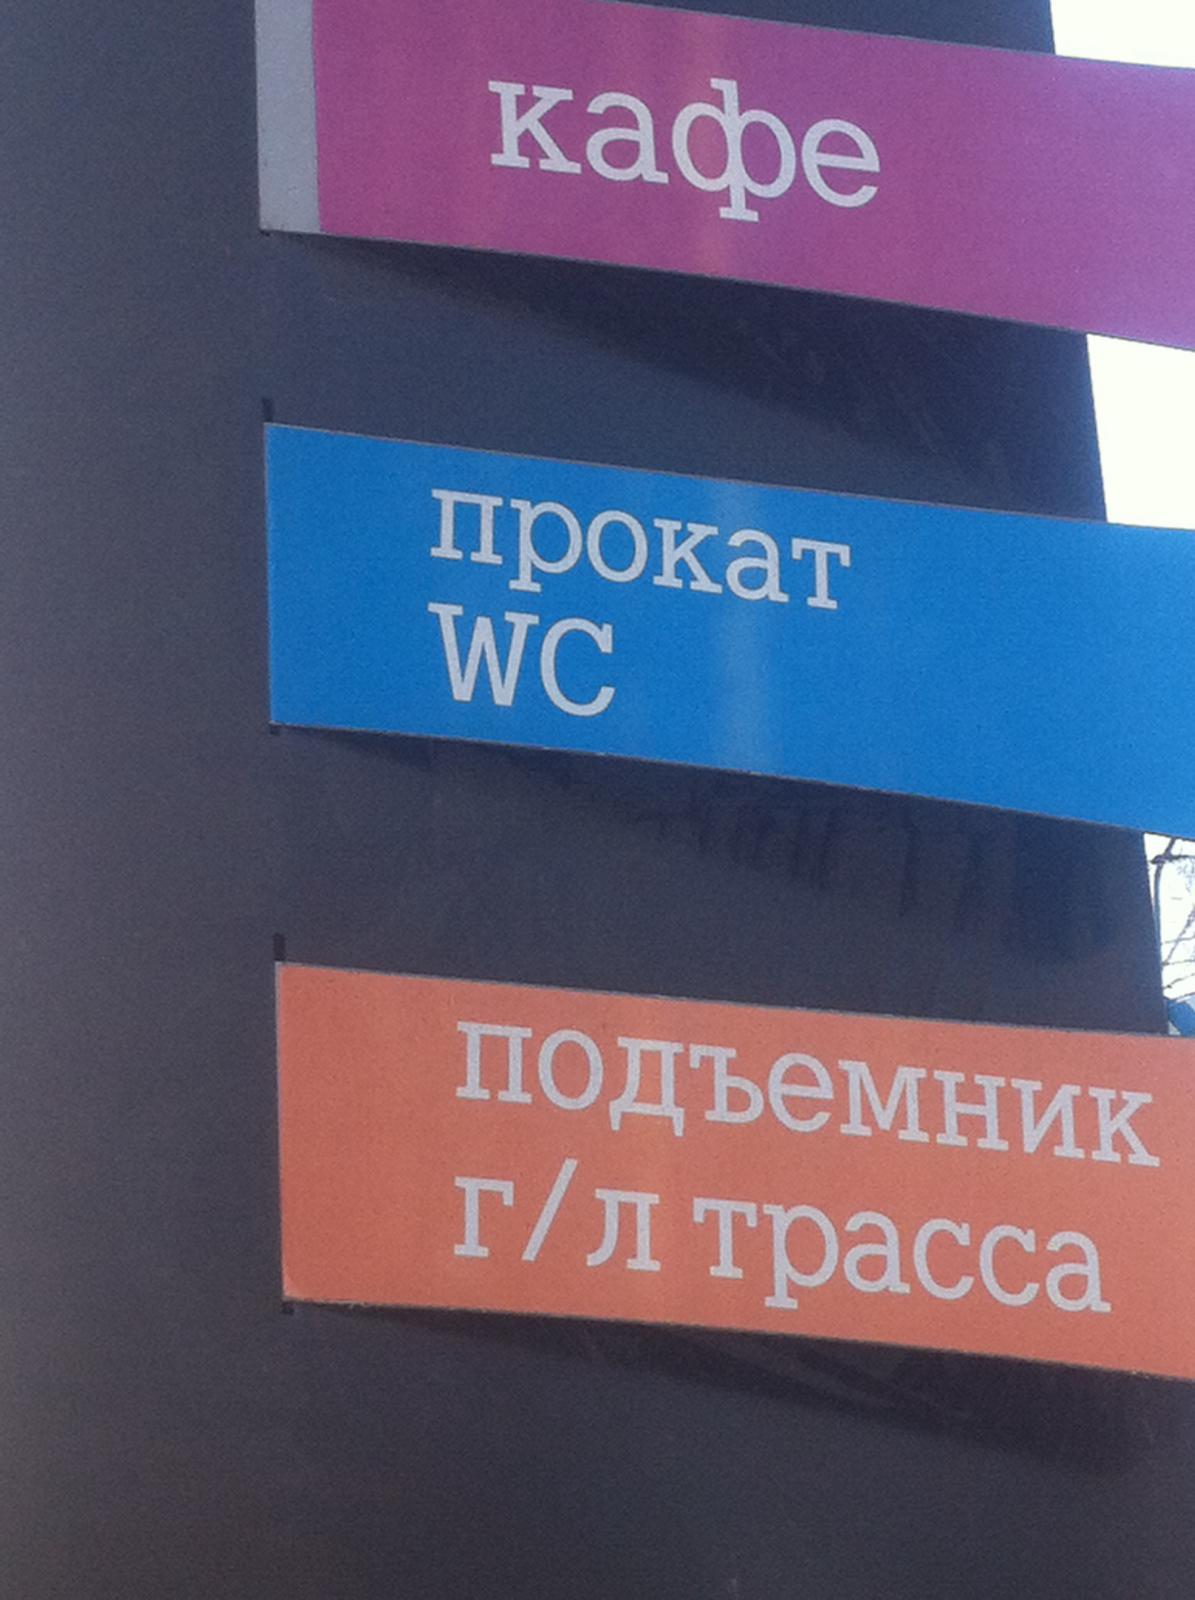 кафе
прокат
WC
подъемник
г/л трасса